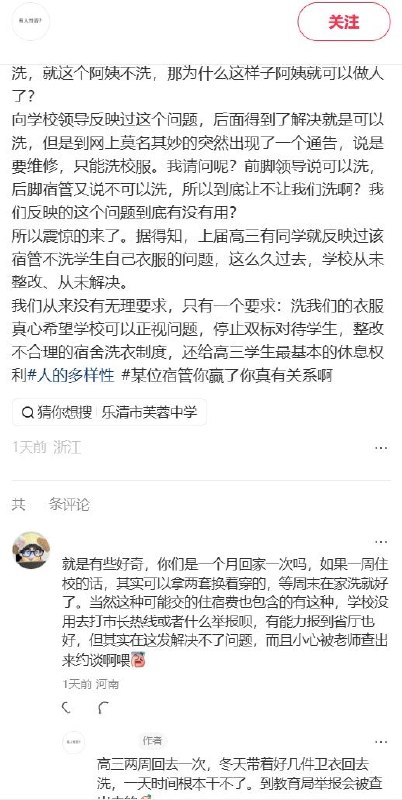 关注
洗，就这个阿姨不洗，那为什么这样子阿姨就可以做人
了？
向学校领导反映过这个问题，后面得到了解决就是可以
洗，但是到网上莫名其妙的突然出现了一个通告，说是
要维修，只能洗校服。我请问呢？前脚领导说可以洗，
后脚宿管又说不可以洗，所以到底让不让我们洗啊？我
们反映的这个问题到底有没有用？
所以震惊的来了。据得知，上届高三有同学就反映过该
宿管不洗学生自己衣服的问题，这么久过去，学校从未
整改、从未解决。
我们从来没有无理要求，只有一个要求：洗我们的衣服
真心希望学校可以正视问题，停止双标对待学生，整改
不合理的宿舍洗衣制度，还给高三学生最基本的休息权
利#人的多样性 #某位宿管你赢了你真有关系啊
猜你想搜 乐清市芙蓉中学
1天前 浙江
共 条评论
就是有些好奇，你们是一个月回家一次吗，如果一周住
校的话，其实可以拿两套换着穿的，等周末在家洗就好
了。当然这种可能交的住宿费也包含的有这种，学校没
用去打市长热线或者什么举报呗，有能力报到省厅也
好，但其实在这发解决不了问题，而且小心被老师查出
来约谈啊喂
1天前 河南
作者
高三两周回去一次，冬天带着好几件卫衣回去
洗，一天时间根本干不了。到教育局举报会被查